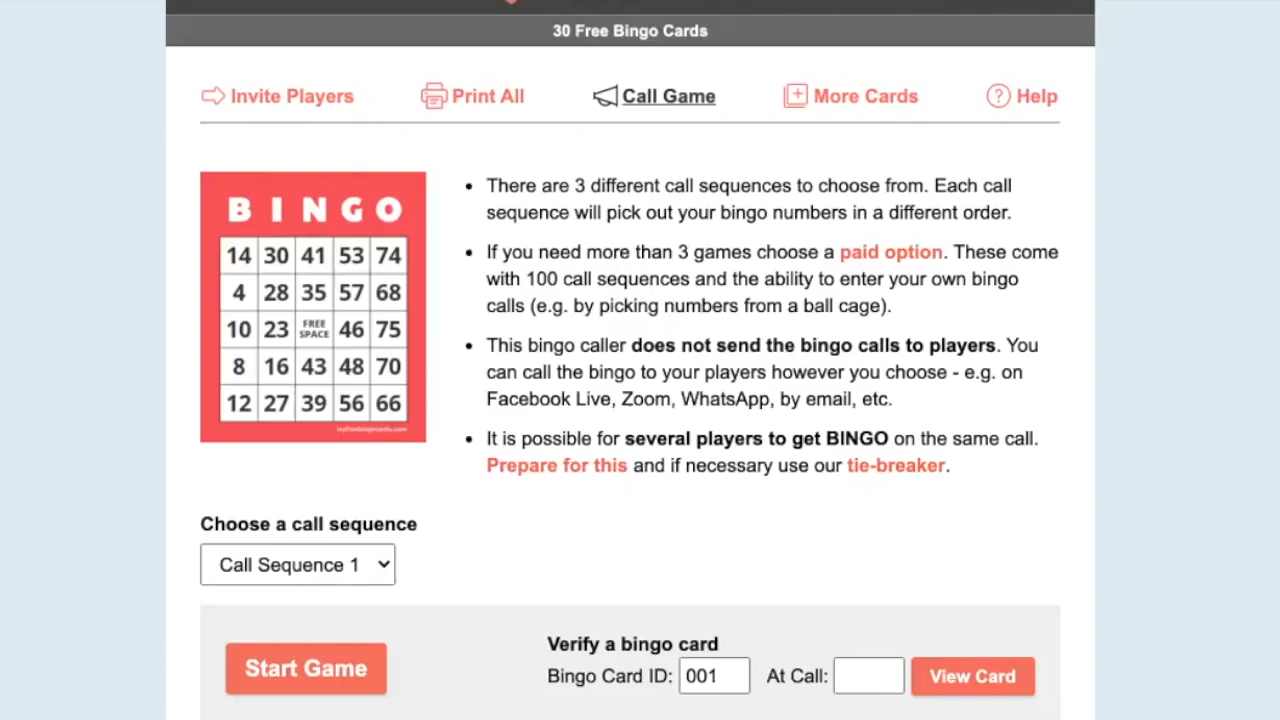 30 Free Bingo Cards
Invite Players
Print All
Call Game
More Cards
Help
B I N G O
14 30 41 53 74
4 28 35 57 68
10 23 FREE SPACE 46 75
8 16 43 48 70
12 27 39 56 66
myfreebingocards.com
There are 3 different call sequences to choose from. Each call
sequence will pick out your bingo numbers in a different order.
If you need more than 3 games choose a paid option. These come
with 100 call sequences and the ability to enter your own bingo
calls (e.g. by picking numbers from a ball cage).
This bingo caller does not send the bingo calls to players. You
can call the bingo to your players however you choose - e.g. on
Facebook Live, Zoom, WhatsApp, by email, etc.
It is possible for several players to get BINGO on the same call.
Prepare for this and if necessary use our tie-breaker.
Choose a call sequence
Call Sequence 1
Start Game
Verify a bingo card
Bingo Card ID: 001 At Call: View Card